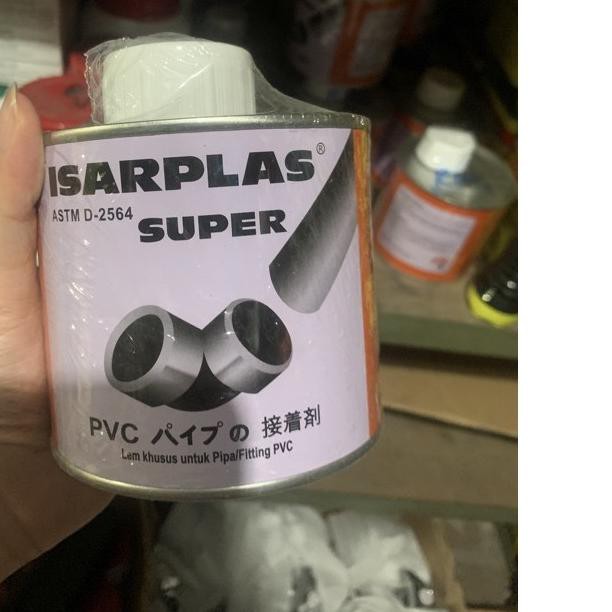 ISARPLAS®
ASTM D-2564
SUPER
PVC パイプの 接着剤
Lem khusus untuk Pipa/Fitting PVC